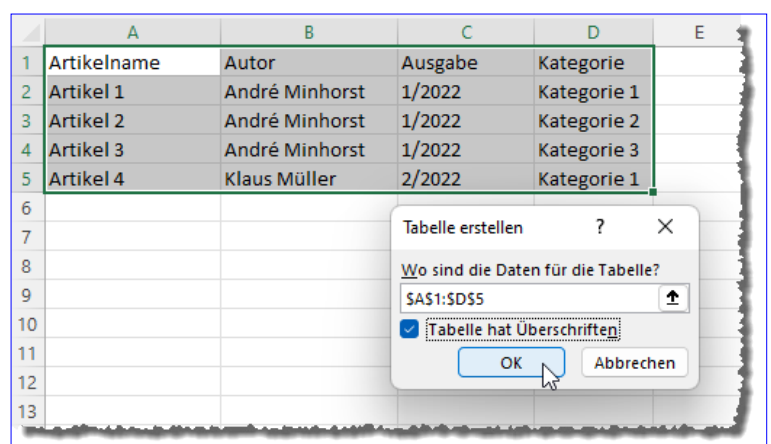 A B C D E
1 Artikelname Autor Ausgabe Kategorie
2 Artikel 1 André Minhorst 1/2022 Kategorie 1
3 Artikel 2 André Minhorst 1/2022 Kategorie 2
4 Artikel 3 André Minhorst 1/2022 Kategorie 3
5 Artikel 4 Klaus Müller 2/2022 Kategorie 1
6
7
8
9
10
11
12
13
Tabelle erstellen ?
Wo sind die Daten für die Tabelle?
$A$1:$D$5
Tabelle hat Überschriften
OK Abbrechen